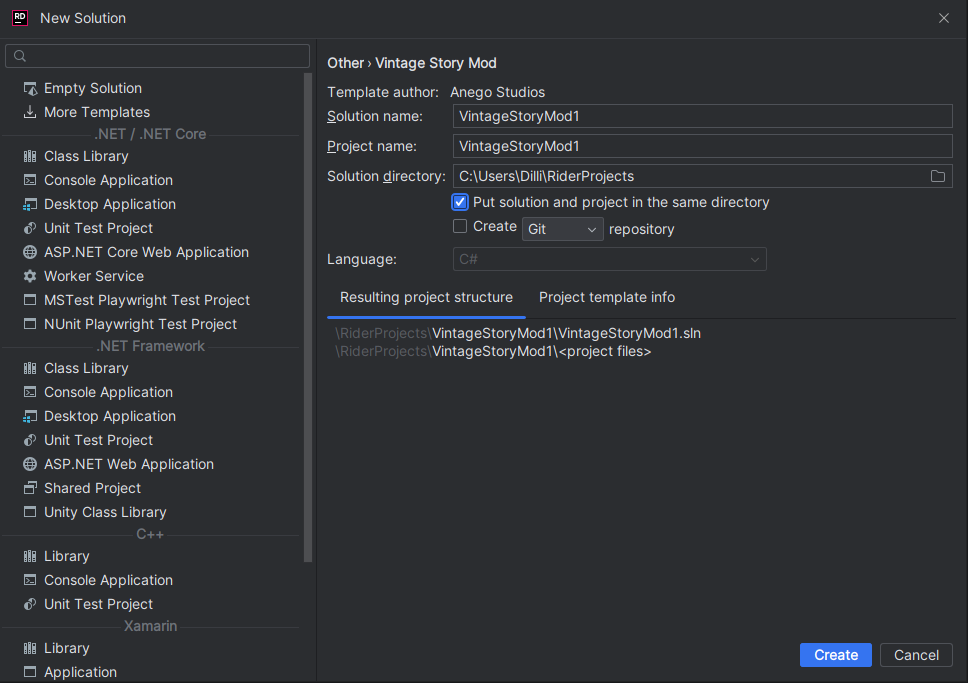 RD New Solution
Empty Solution
More Templates
.NET / .NET Core
Class Library
Console Application
Desktop Application
Unit Test Project
ASP.NET Core Web Application
Worker Service
MSTest Playwright Test Project
NUnit Playwright Test Project
.NET Framework
Class Library
Console Application
Desktop Application
Unit Test Project
ASP.NET Web Application
Shared Project
Unity Class Library
C++
Library
Console Application
Unit Test Project
Xamarin
Library
Application
Other › Vintage Story Mod
Template author: Anego Studios
Solution name: VintageStoryMod1
Project name: VintageStoryMod1
Solution directory: C:\Users\Dilli\RiderProjects
Put solution and project in the same directory
Create Git repository
Language: C#
Resulting project structure Project template info
\RiderProjects\VintageStoryMod1\VintageStoryMod1.sln
\RiderProjects\VintageStoryMod1\<project files>
Create Cancel